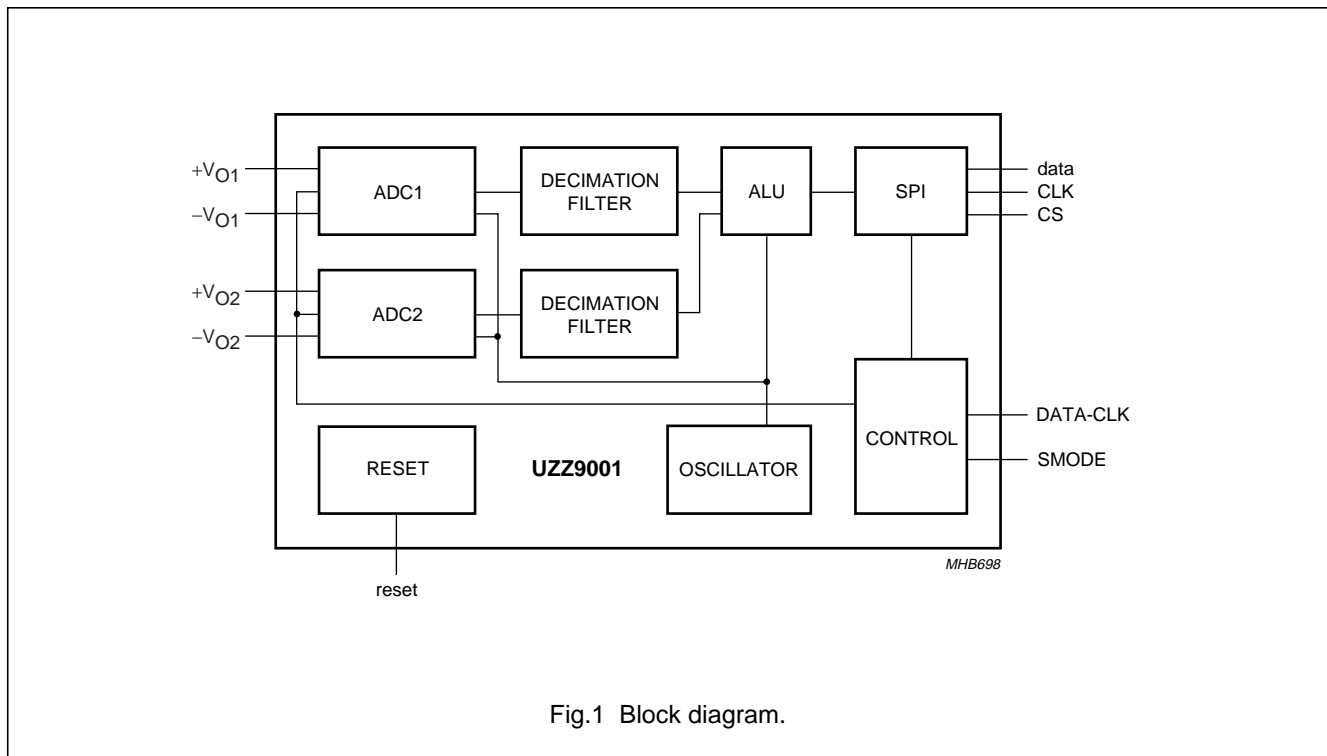 +VO1
−VO1
+VO2
−VO2
ADC1
DECIMATION
FILTER
ALU
SPI
data
CLK
CS
ADC2
DECIMATION
FILTER
RESET
UZZ9001
OSCILLATOR
CONTROL
DATA-CLK
SMODE
reset
MHB698
Fig.1 Block diagram.